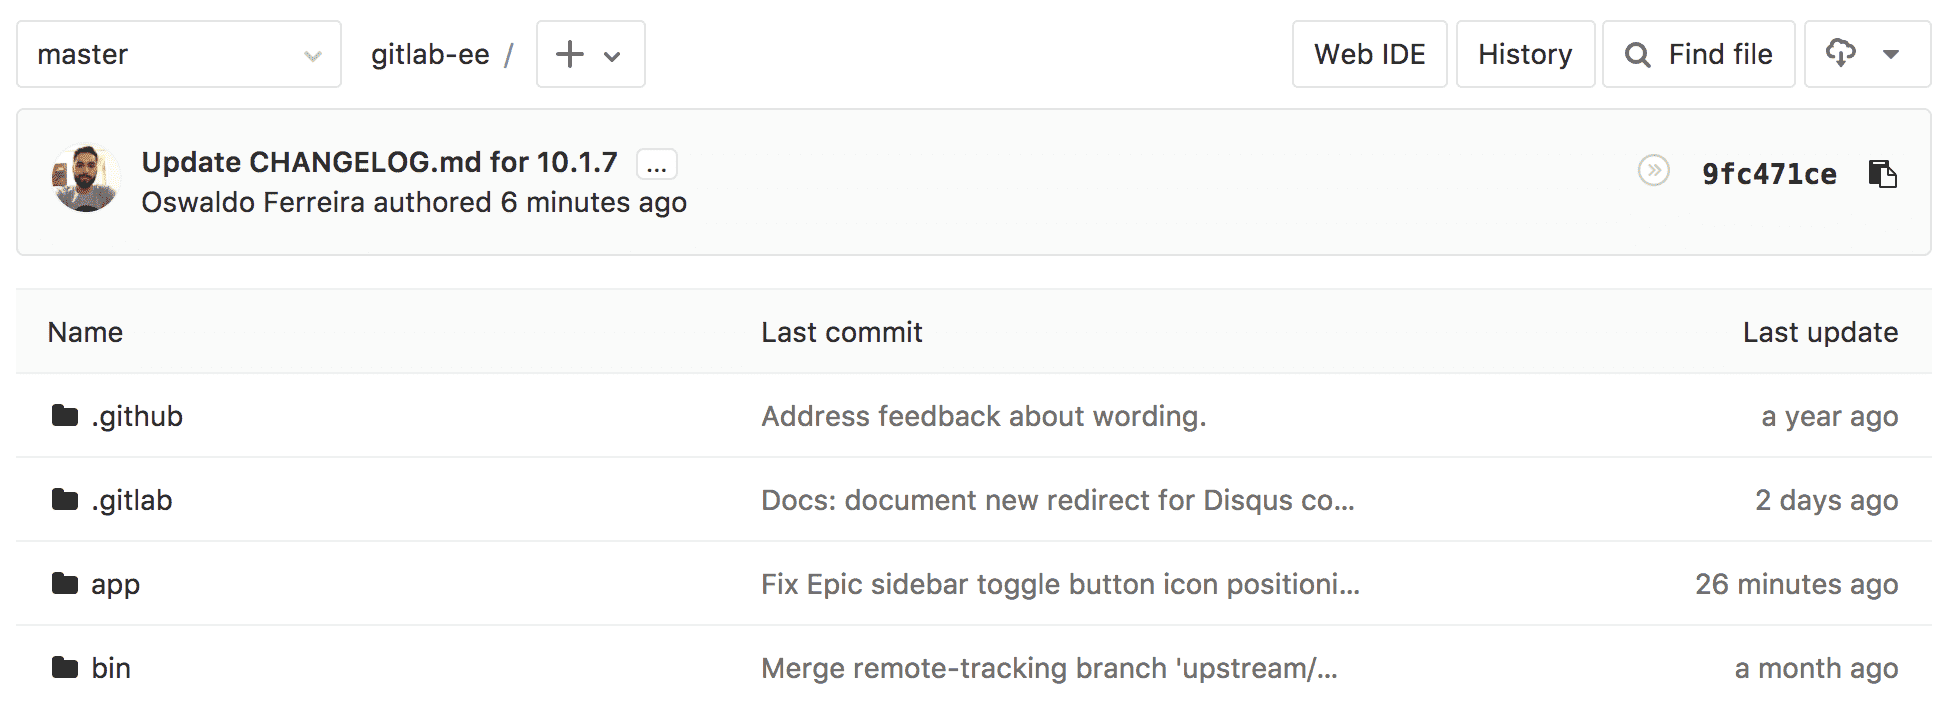 master gitlab-ee / Web IDE History Find file
Update CHANGELOG.md for 10.1.7 ...
Oswaldo Ferreira authored 6 minutes ago
9fc471ce
Name Last commit Last update
.github Address feedback about wording. a year ago
.gitlab Docs: document new redirect for Disqus co... 2 days ago
app Fix Epic sidebar toggle button icon positioni... 26 minutes ago
bin Merge remote-tracking branch 'upstream/... a month ago